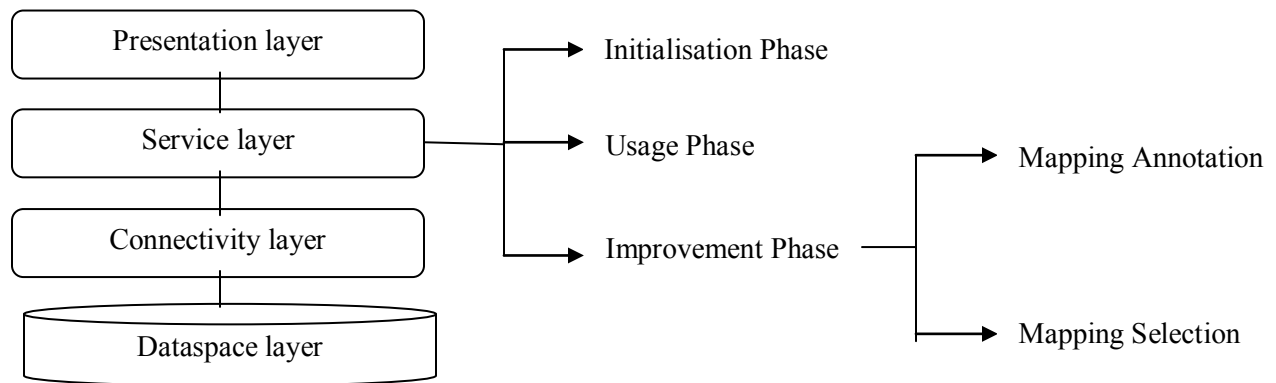 Presentation layer
Service layer
Connectivity layer
Dataspace layer
Initialisation Phase
Usage Phase
Improvement Phase
Mapping Annotation
Mapping Selection